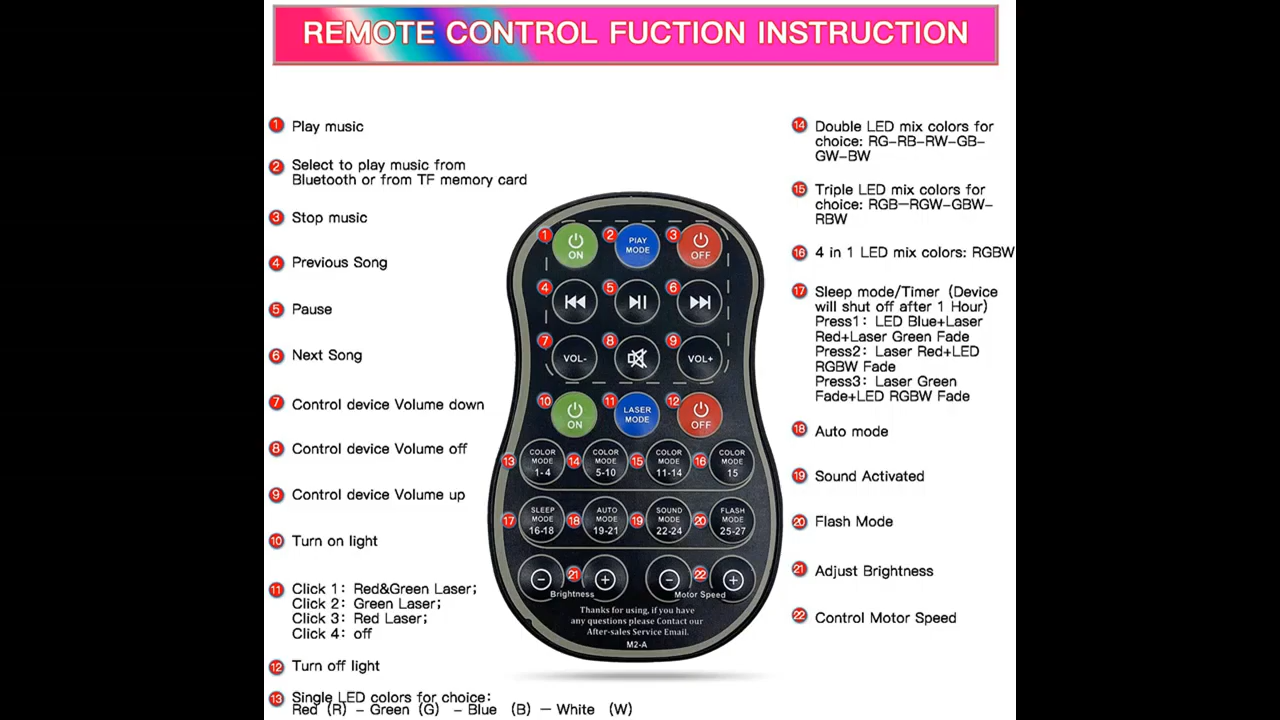 REMOTE CONTROL FUCTION INSTRUCTION
1 Play music
2 Select to play music from
Bluetooth or from TF memory card
3 Stop music
4 Previous Song
5 Pause
6 Next Song
7 Control device Volume down
8 Control device Volume off
9 Control device Volume up
10 Turn on light
11 Click 1: Red&Green Laser;
Click 2: Green Laser;
Click 3: Red Laser;
Click 4: off
12 Turn off light
13 Single LED colors for choice:
Red (R) - Green (G) - Blue (B) - White (W)
1 ON
2 PLAY MODE
3 OFF
4
5
6
7 VOL-
8
9 VOL+
10 ON
11 LASER MODE
12 OFF
13 COLOR MODE 1-4
14 COLOR MODE 5-10
15 COLOR MODE 11-14
16 COLOR MODE 15
17 SLEEP MODE 16-18
18 AUTO MODE 19-21
19 SOUND MODE 22-24
20 FLASH MODE 25-27
21 Brightness
22 Motor Speed
Thanks for using, if you have
any questions please Contact our
After-sales Service Email.
M2-A
14 Double LED mix colors for
choice: RG-RB-RW-GB-
GW-BW
15 Triple LED mix colors for
choice: RGB—RGW-GBW-
RBW
16 4 in 1 LED mix colors: RGBW
17 Sleep mode/Timer (Device
will shut off after 1 Hour)
Press1: LED Blue+Laser
Red+Laser Green Fade
Press2: Laser Red+LED
RGBW Fade
Press3: Laser Green
Fade+LED RGBW Fade
18 Auto mode
19 Sound Activated
20 Flash Mode
21 Adjust Brightness
22 Control Motor Speed